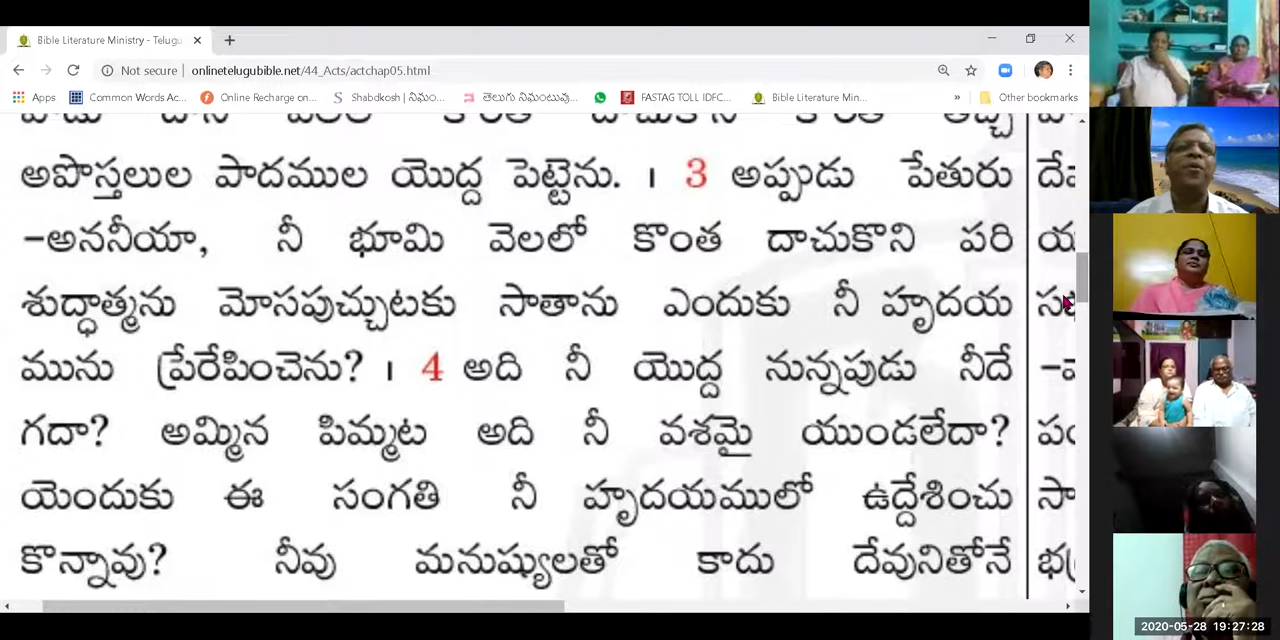 Bible Literature Ministry - Telugu
Not secure | onlinetelugubible.net/44_Acts/actchap05.html
Apps Common Words Ac... Online Recharge on... Shabdkosh | నిఘం... తెలుగు నిఘంటువు... FASTAG TOLL IDFC... Bible Literature Min... » Other bookmarks
అపొస్తలుల పాదముల యొద్ద పెట్టెను. । 3 అప్పుడు పేతురు
-అననీయా, నీ భూమి వెలలో కొంత దాచుకొని పరి
శుద్ధాత్మను మోసపుచ్చుటకు సాతాను ఎందుకు నీ హృదయ
మును ప్రేరేపించెను? । 4 అది నీ యొద్ద నున్నపుడు నీదే
గదా? అమ్మిన పిమ్మట అది నీ వశమై యుండలేదా?
యెందుకు ఈ సంగతి నీ హృదయములో ఉద్దేశించు
కొన్నావు? నీవు మనుష్యులతో కాదు దేవునితోనే
2020-05-28 19:27:28